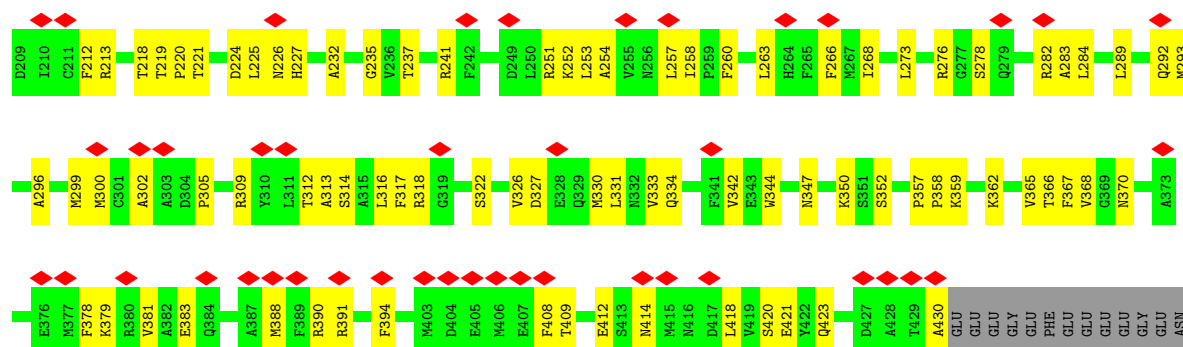 D209 I210 C211 F212 R213 T218 T219 P220 T221 D224 L225 N226 H227 A232 G235 V236 T237 R241 F242 D249 L250 R251 K252 L253 A254 V255 N256 L257 I258 P259 F260 L263 H264 F265 F266 M267 I268 L273 R276 G277 S278 Q279 R282 A283 L284 L289 Q292 M293
A296 M299 M300 C301 A302 A303 D304 P305 R309 Y310 L311 T312 A313 S314 A315 L316 F317 R318 G319 S322 V326 D327 E328 Q329 M330 L331 N332 V333 Q334 F341 V342 E343 W344 N347 K350 S351 S352 P357 P358 K359 K362 V365 T366 F367 V368 G369 N370 A373
E376 M377 F378 K379 R380 V381 A382 E383 Q384 A387 M388 F389 R390 R391 F394 M403 D404 E405 M406 E407 F408 T409 E412 S413 N414 M415 N416 D417 L418 V419 S420 E421 Y422 Q423 D427 A428 T429 A430 GLU GLU GLU GLY GLU PHE GLU GLU GLU GLU GLY GLU ASN